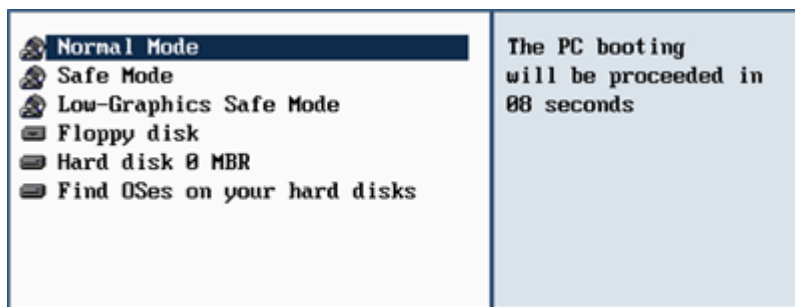 Normal Mode
Safe Mode
Low-Graphics Safe Mode
Floppy disk
Hard disk 0 MBR
Find OSes on your hard disks
The PC booting
will be proceeded in
08 seconds